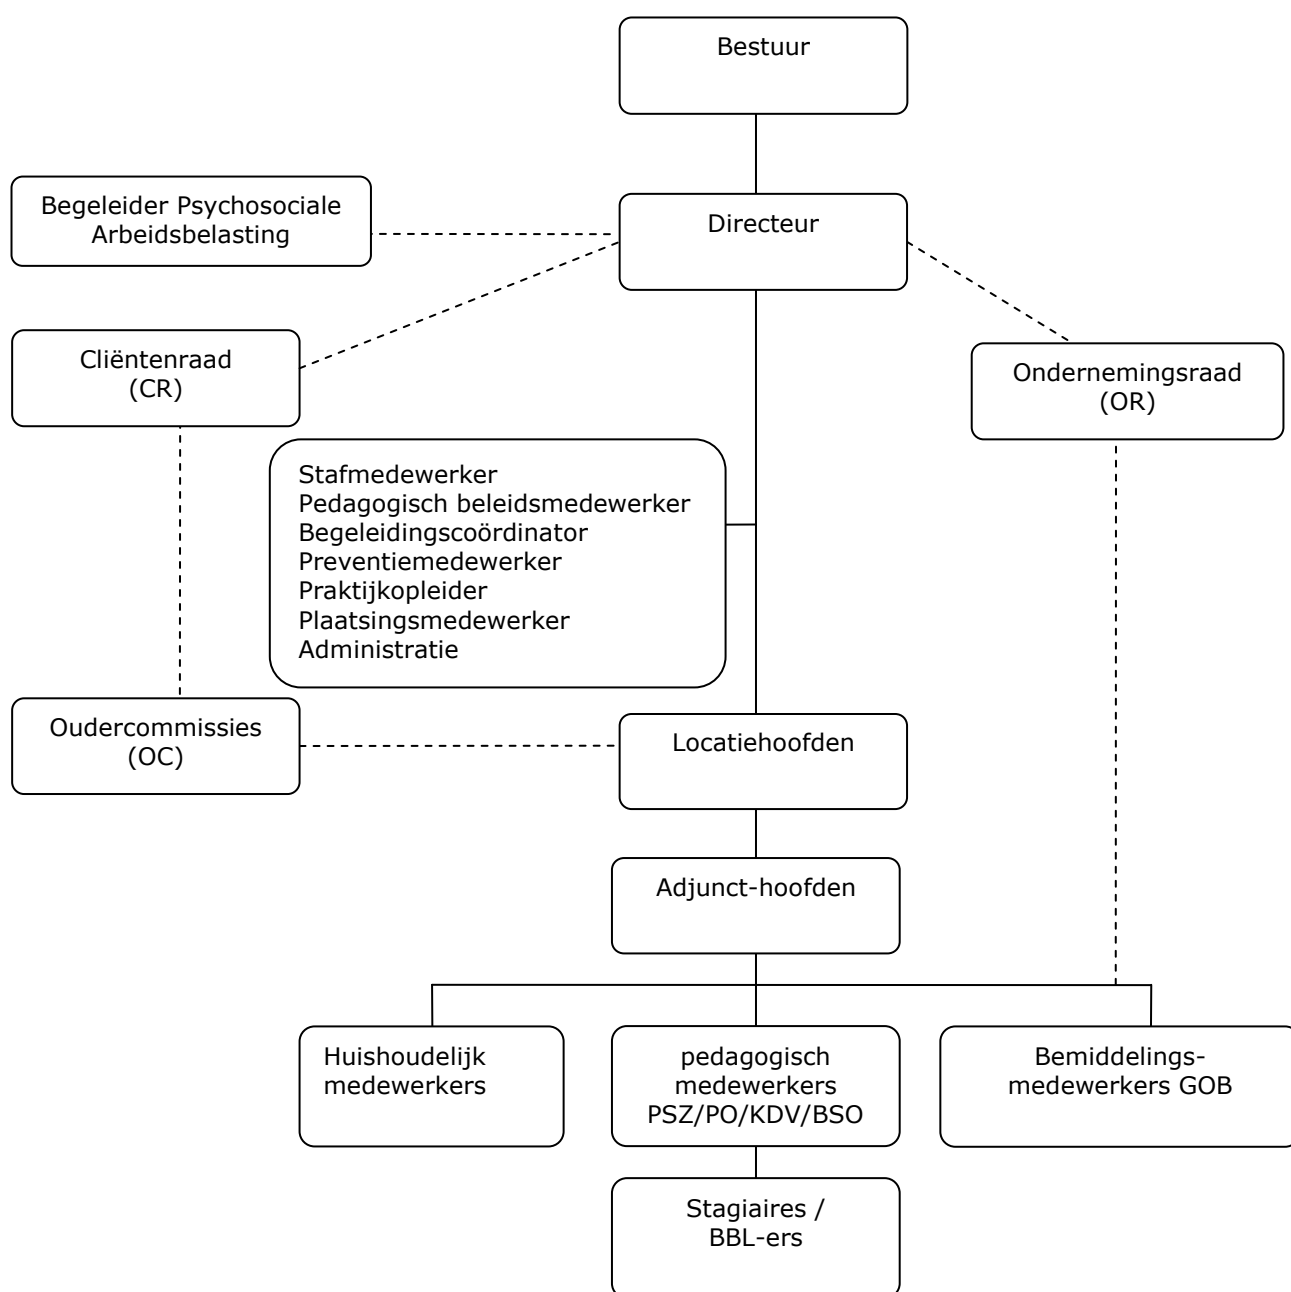 Bestuur
Begeleider Psychosociale
Arbeidsbelasting
Directeur
Cliëntenraad
(CR)
Ondernemingsraad
(OR)
Stafmedewerker
Pedagogisch beleidsmedewerker
Begeleidingscoördinator
Preventiemedewerker
Praktijkopleider
Plaatsingsmedewerker
Administratie
Oudercommissies
(OC)
Locatiehoofden
Adjunct-hoofden
Huishoudelijk
medewerkers
pedagogisch
medewerkers
PSZ/PO/KDV/BSO
Bemiddelings-
medewerkers GOB
Stagiaires /
BBL-ers